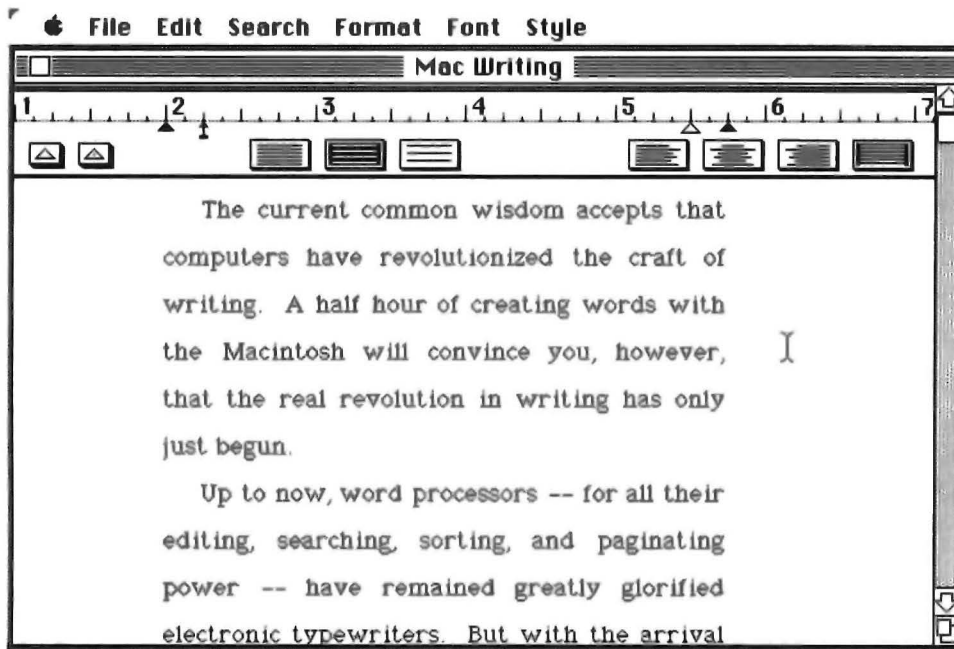 File Edit Search Format Font Style
Mac Writing
1 2 3 4 5 6 7
The current common wisdom accepts that
computers have revolutionized the craft of
writing. A half hour of creating words with
the Macintosh will convince you, however,
that the real revolution in writing has only
just begun.
Up to now, word processors -- for all their
editing, searching, sorting, and paginating
power -- have remained greatly glorified
electronic typewriters. But with the arrival